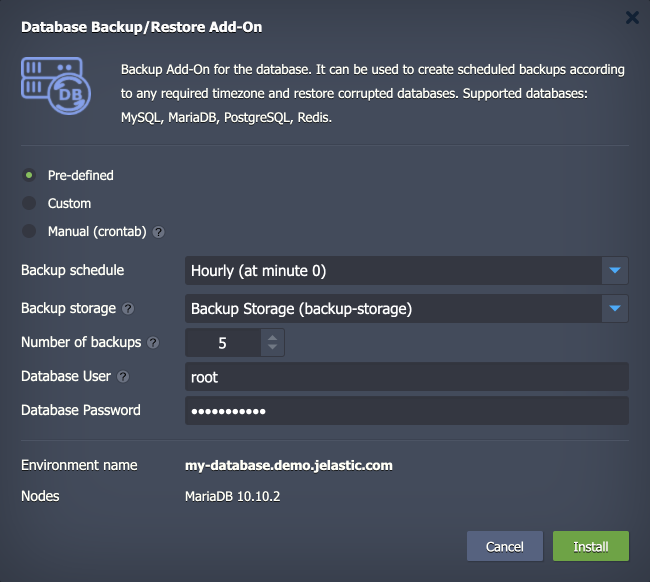 Database Backup/Restore Add-On
DB
Backup Add-On for the database. It can be used to create scheduled backups according
to any required timezone and restore corrupted databases. Supported databases:
MySQL, MariaDB, PostgreSQL, Redis.
Pre-defined
Custom
Manual (crontab) ?
Backup schedule Hourly (at minute 0)
Backup storage ? Backup Storage (backup-storage)
Number of backups ? 5
Database User ? root
Database Password •••••••••••
Environment name my-database.demo.jelastic.com
Nodes MariaDB 10.10.2
Cancel Install